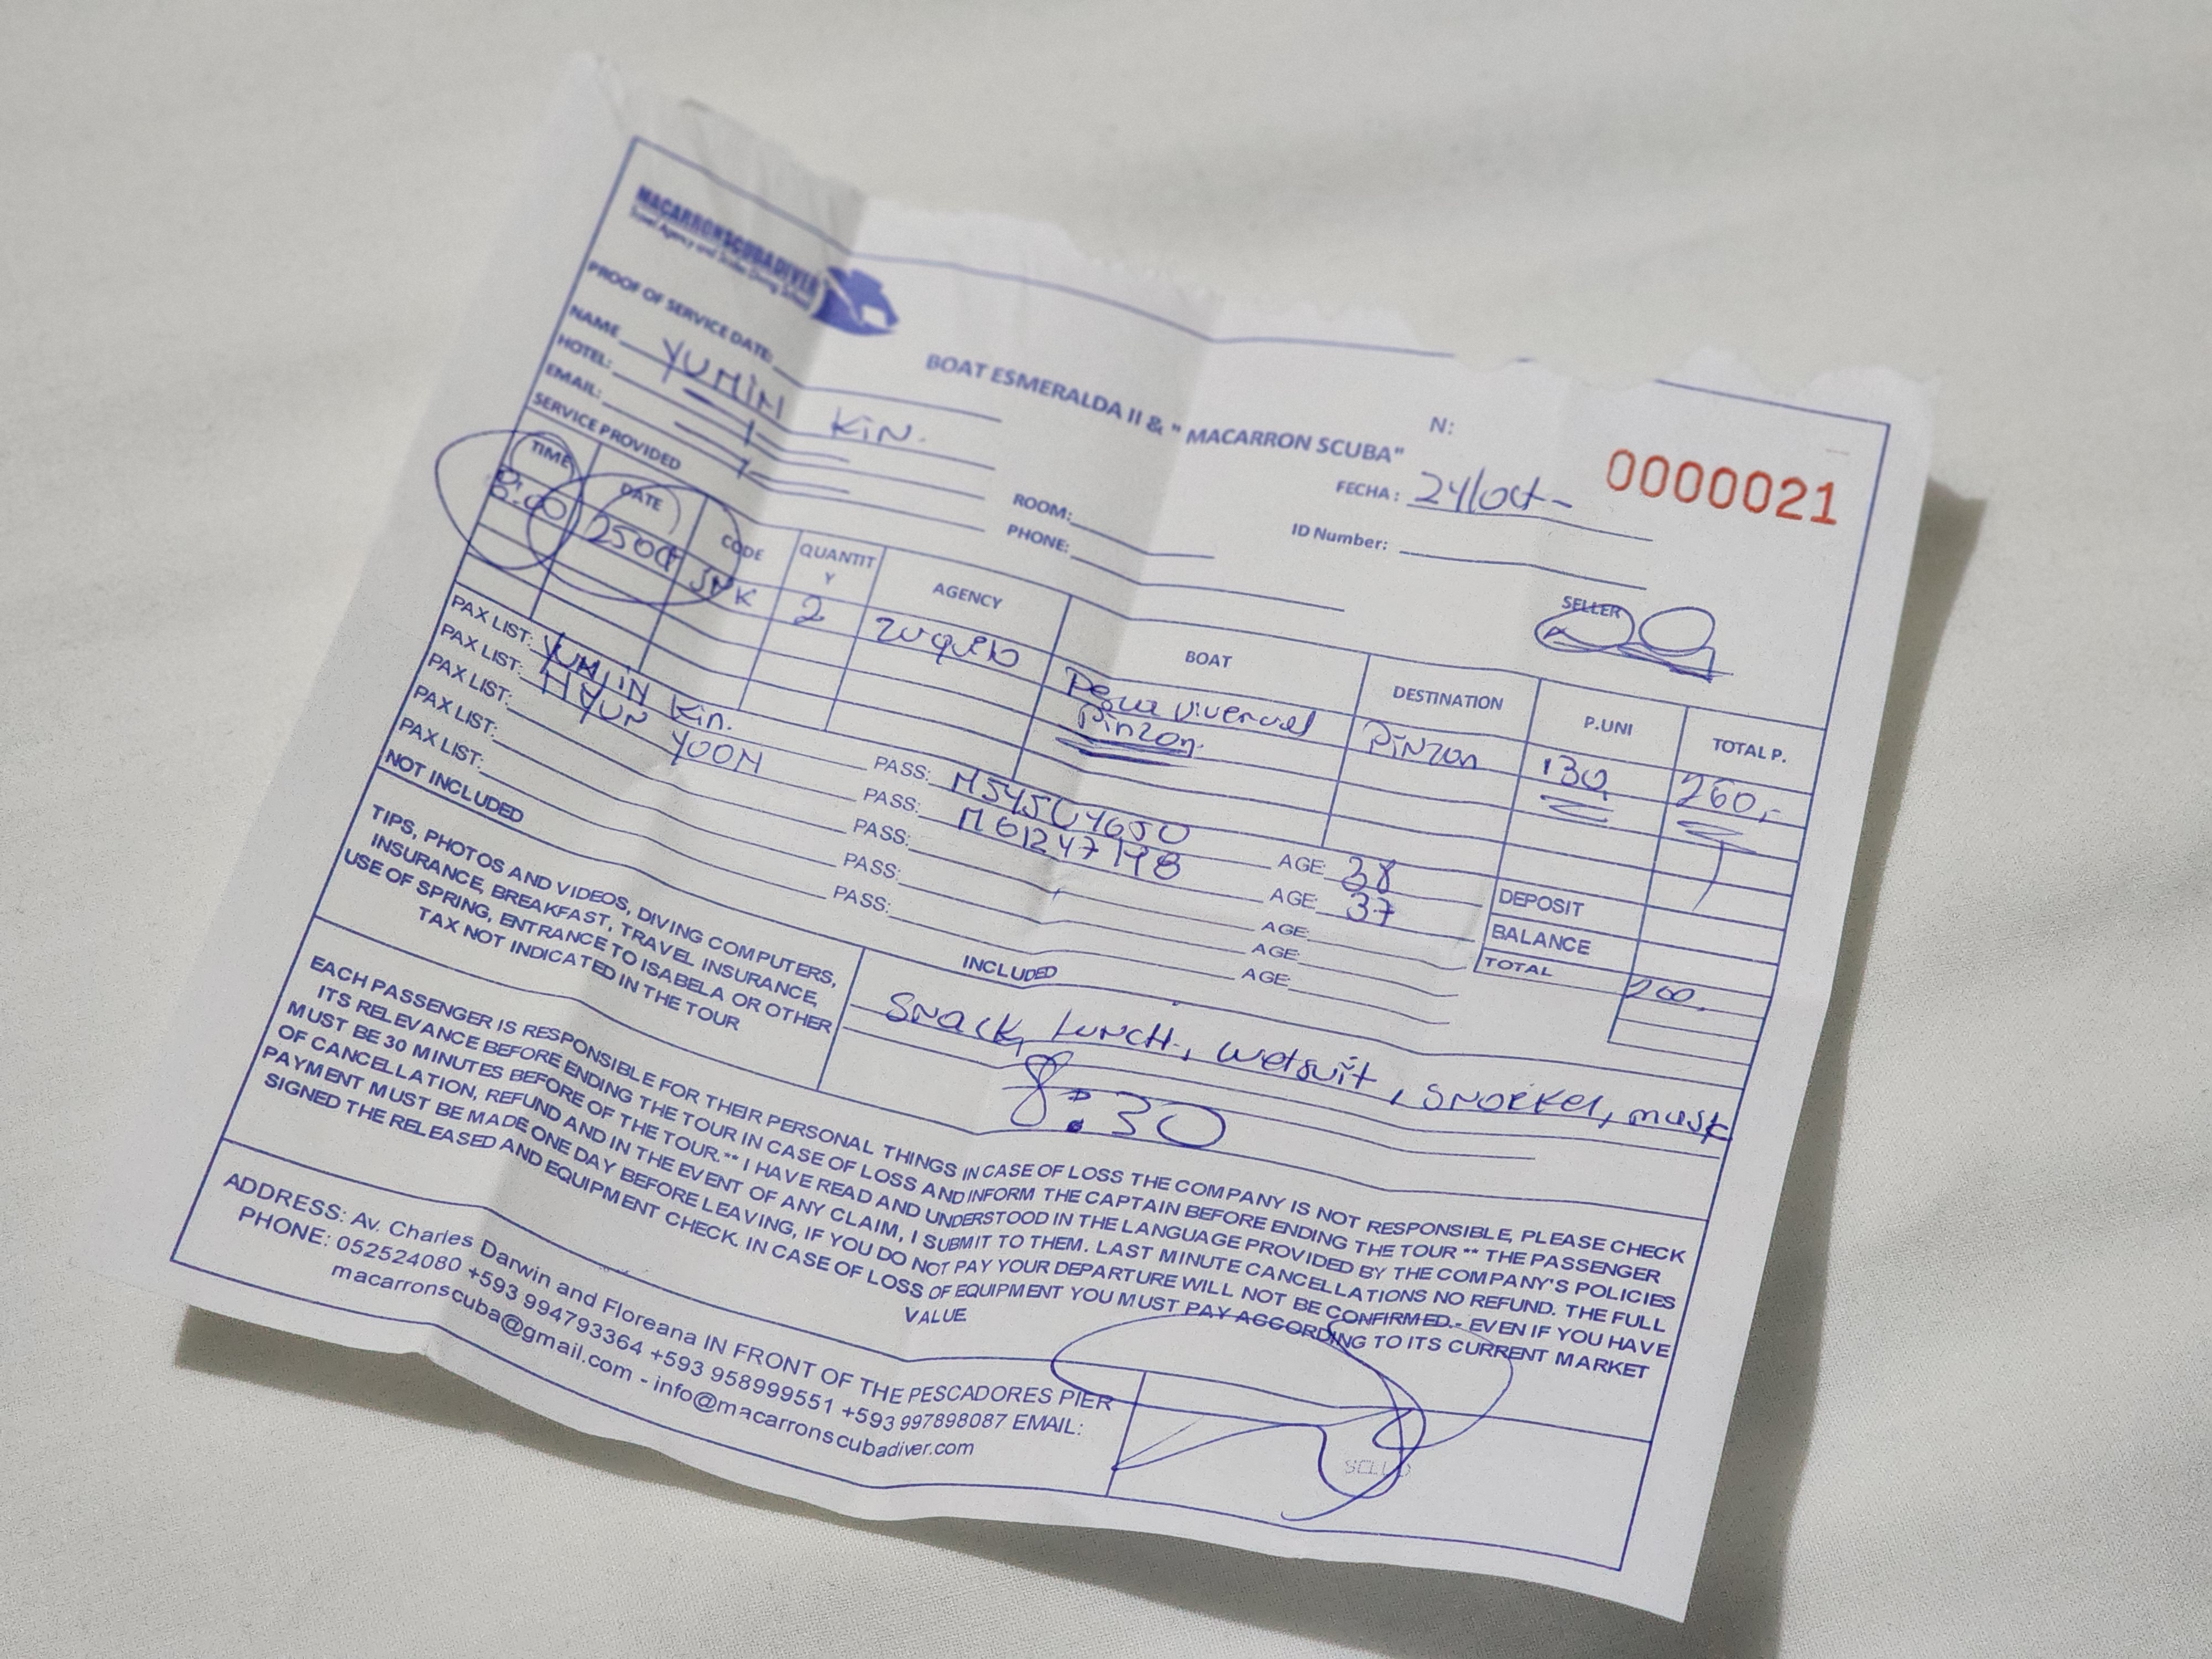 MACARRONSCUBADIVER
Travel Agency and Scuba Diving School
PROOF OF SERVICE DATE:
BOAT ESMERALDA II & " MACARRON SCUBA"
N:
0000021
NAME YUMIN KiN.
FECHA: 24/oct-
HOTEL:
ROOM:
ID Number:
EMAIL:
PHONE:
SERVICE PROVIDED
SELLER
TIME DATE CODE QUANTITY AGENCY BOAT DESTINATION P.UNI TOTAL P.
8:00 25Oct SNK 2 Pinzon. PiNzon 130, 260,-
PAX LIST: YUMiN Kin. PASS: AGE: 38
PAX LIST: HAYUN YOON PASS: M61247198 AGE: 37
PAX LIST: PASS: AGE:
PAX LIST: PASS: AGE:
PAX LIST: PASS: AGE:
DEPOSIT
BALANCE
TOTAL 260
NOT INCLUDED
TIPS, PHOTOS AND VIDEOS, DIVING COMPUTERS,
INSURANCE, BREAKFAST, TRAVEL INSURANCE,
USE OF SPRING, ENTRANCE TO ISABELA OR OTHER
TAX NOT INDICATED IN THE TOUR
INCLUDED
Snack, Lunch, wetsuit, snorkel, mask
8:30
EACH PASSENGER IS RESPONSIBLE FOR THEIR PERSONAL THINGS IN CASE OF LOSS THE COMPANY IS NOT RESPONSIBLE, PLEASE CHECK
ITS RELEVANCE BEFORE ENDING THE TOUR IN CASE OF LOSS AND INFORM THE CAPTAIN BEFORE ENDING THE TOUR ** THE PASSENGER
MUST BE 30 MINUTES BEFORE OF THE TOUR.** I HAVE READ AND UNDERSTOOD IN THE LANGUAGE PROVIDED BY THE COMPANY'S POLICIES
OF CANCELLATION, REFUND AND IN THE EVENT OF ANY CLAIM, I SUBMIT TO THEM. LAST MINUTE CANCELLATIONS NO REFUND. THE FULL
PAYMENT MUST BE MADE ONE DAY BEFORE LEAVING, IF YOU DO NOT PAY YOUR DEPARTURE WILL NOT BE CONFIRMED.- EVEN IF YOU HAVE
SIGNED THE RELEASED AND EQUIPMENT CHECK. IN CASE OF LOSS OF EQUIPMENT YOU MUST PAY ACCORDING TO ITS CURRENT MARKET
VALUE
ADDRESS: Av. Charles Darwin and Floreana IN FRONT OF THE PESCADORES PIER
PHONE: 052524080 +593 994793364 +593 958999551 +593 997898087 EMAIL:
macarronscuba@gmail.com - info@macarronscubadiver.com
SELLO